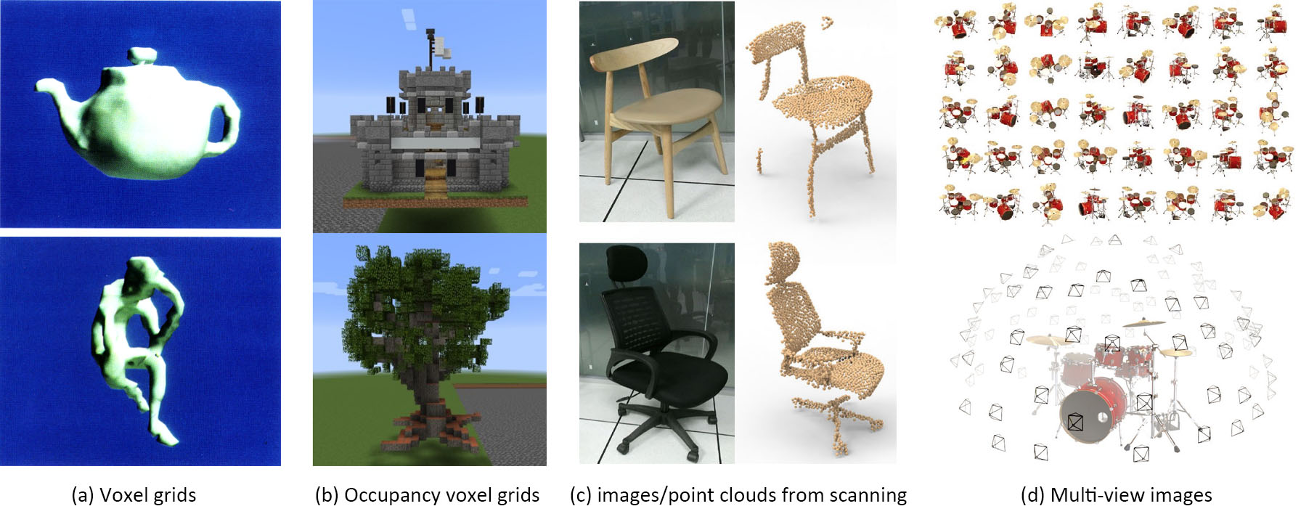 (a) Voxel grids
(b) Occupancy voxel grids
(c) images/point clouds from scanning
(d) Multi-view images